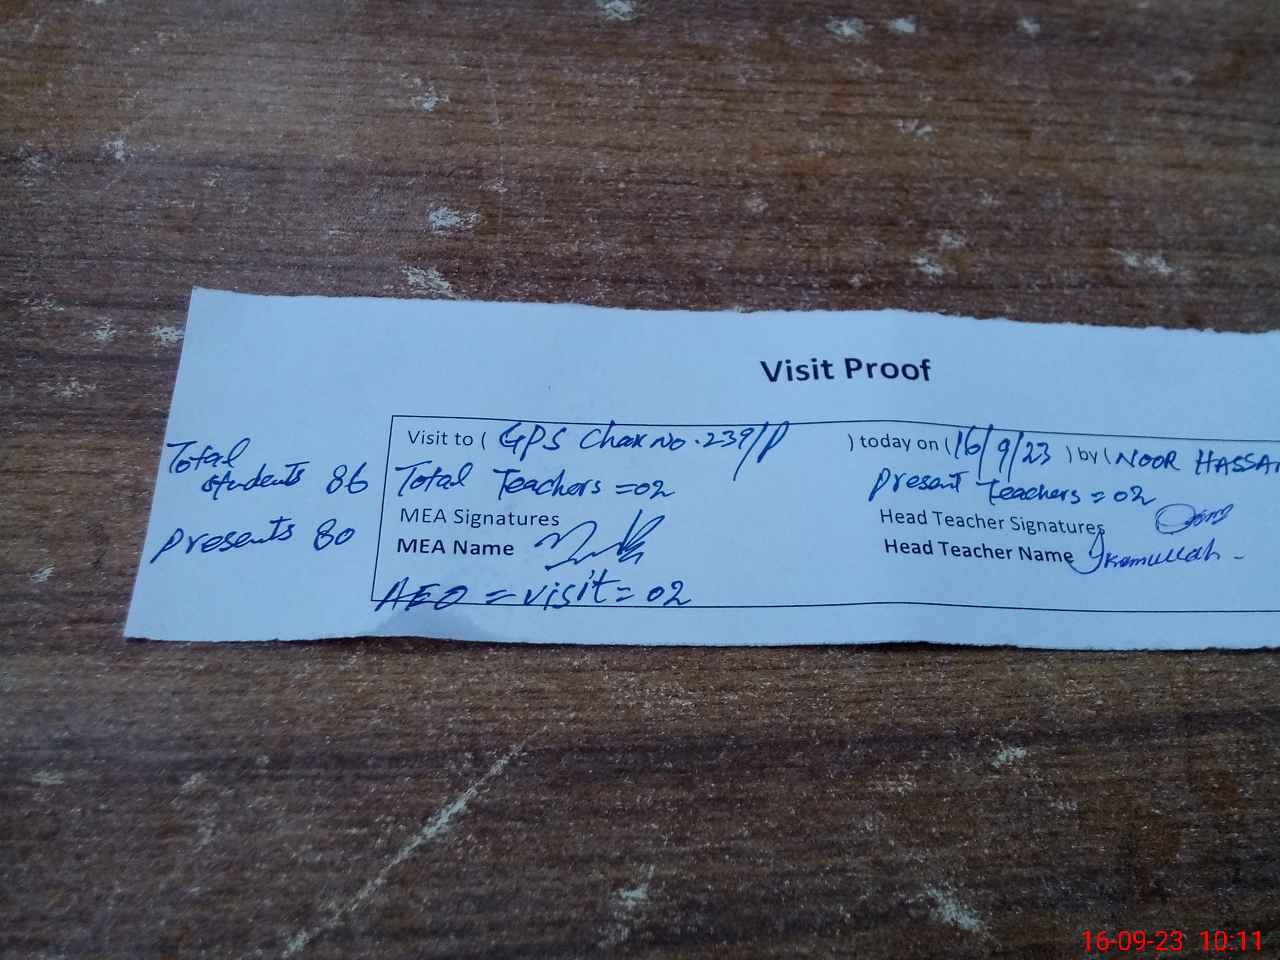 Visit Proof
Visit to ( GPS Chak No. 239/P ) today on (16/9/23 ) by ( NOOR HASSA
Total students 86
Total Teachers = 02
present teachers = 02
presents 80
MEA Signatures
Head Teacher Signatures
MEA Name
Head Teacher Name Ikramullah -
AEO = visit = 02
16-09-23 10:11